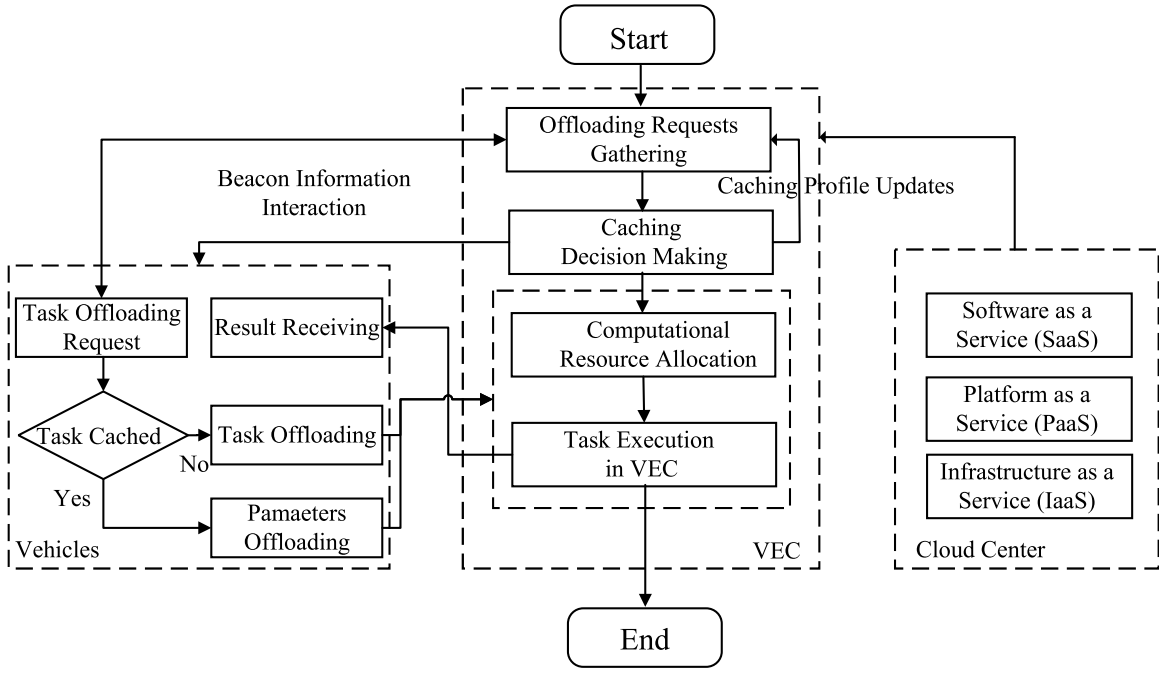 Start
Offloading Requests
Gathering
Beacon Information
Interaction
Caching Profile Updates
Caching
Decision Making
Task Offloading
Request
Result Receiving
Computational
Resource Allocation
Software as a
Service (SaaS)
Task Cached
No
Task Offloading
Task Execution
in VEC
Platform as a
Service (PaaS)
Yes
Pamaeters
Offloading
Infrastructure as a
Service (IaaS)
Vehicles
VEC
Cloud Center
End